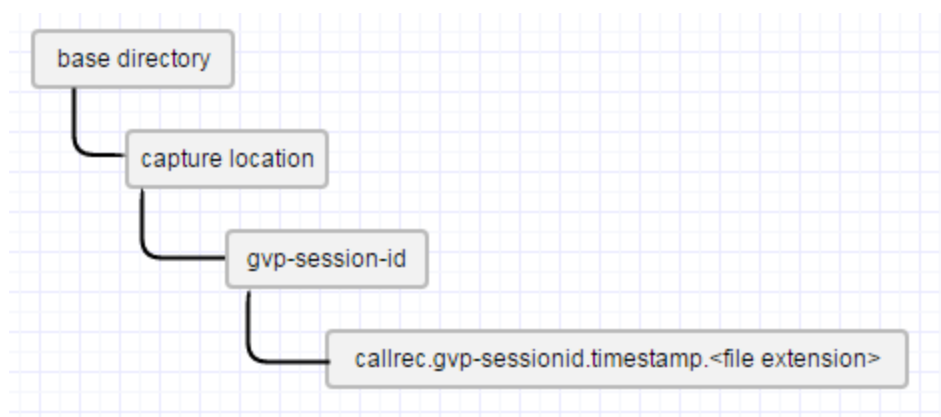 base directory
capture location
gvp-session-id
callrec.gvp-sessionid.timestamp.<file extension>